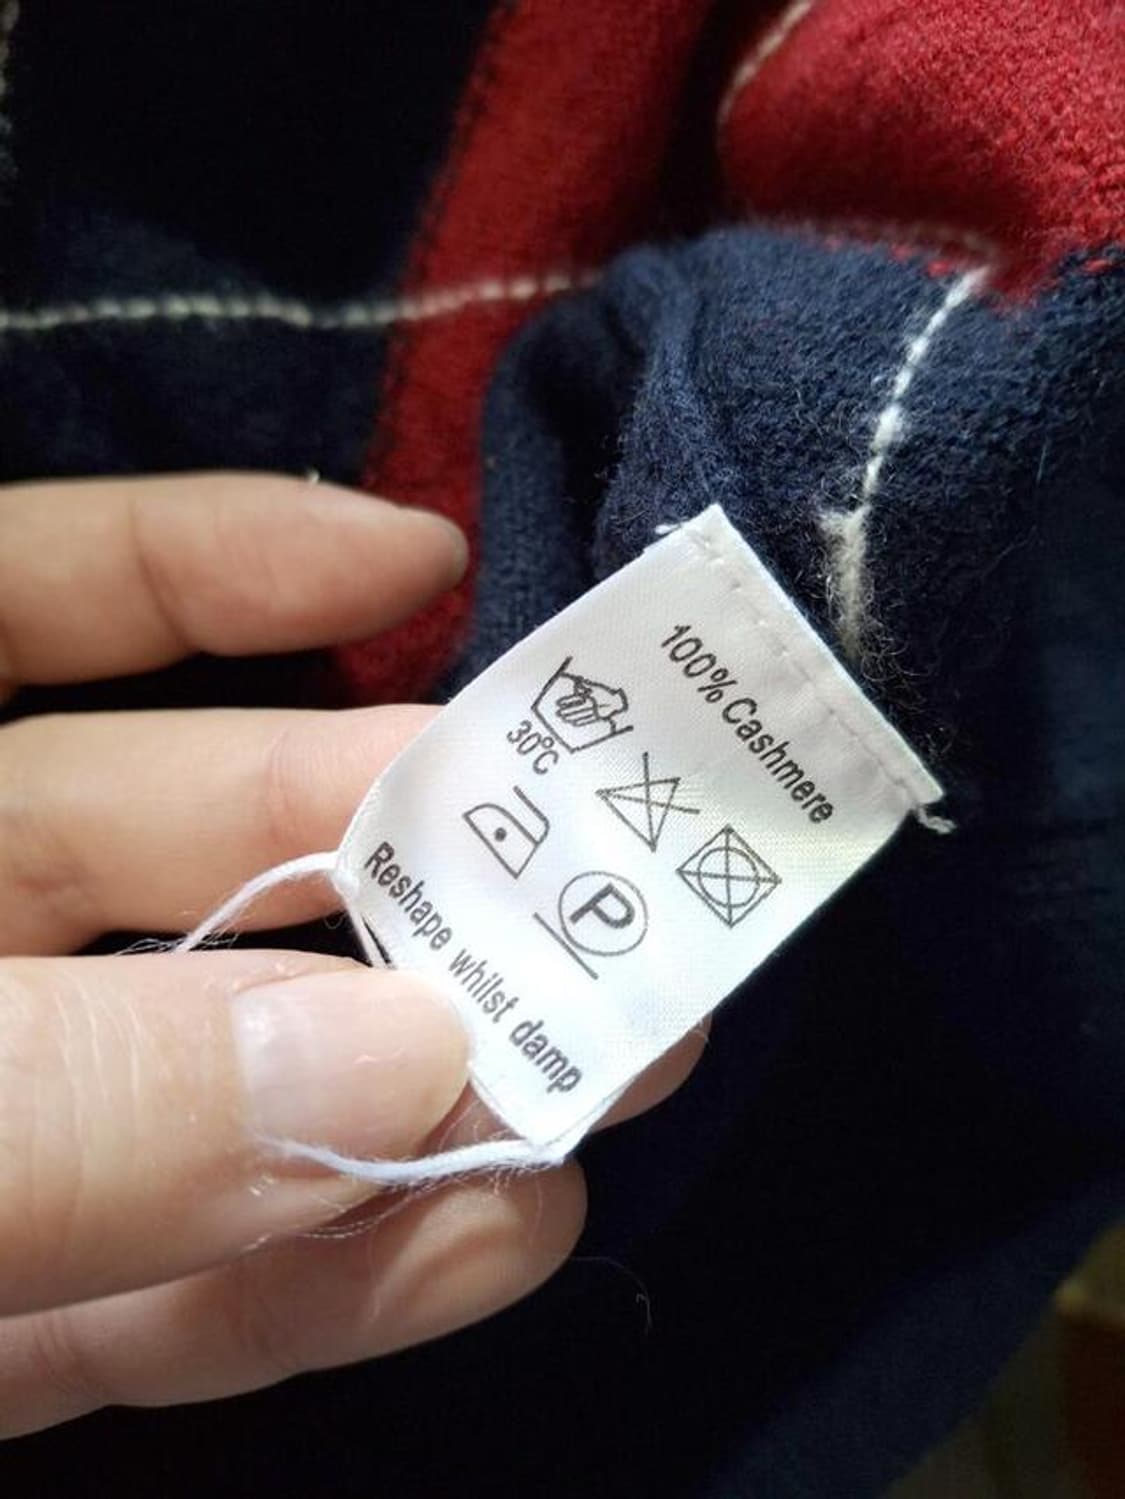 100% Cashmere
30°C
P
Reshape whilst damp